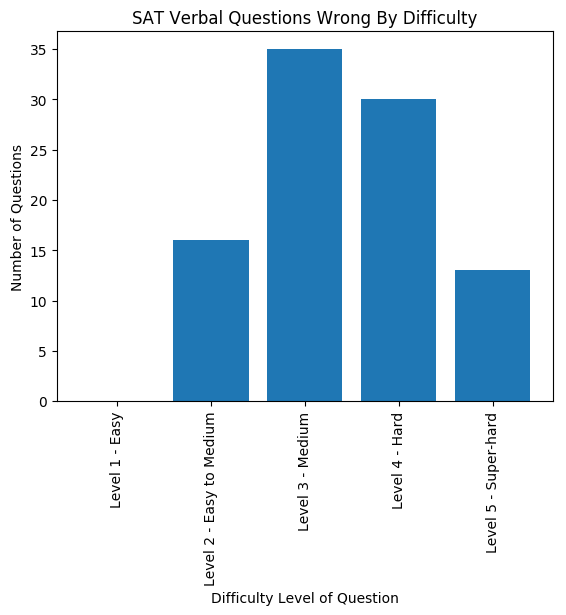 SAT Verbal Questions Wrong By Difficulty
35
30
25
20
15
10
5
0
Number of Questions
Level 1 - Easy
Level 2 - Easy to Medium
Level 3 - Medium
Level 4 - Hard
Level 5 - Super-hard
Difficulty Level of Question